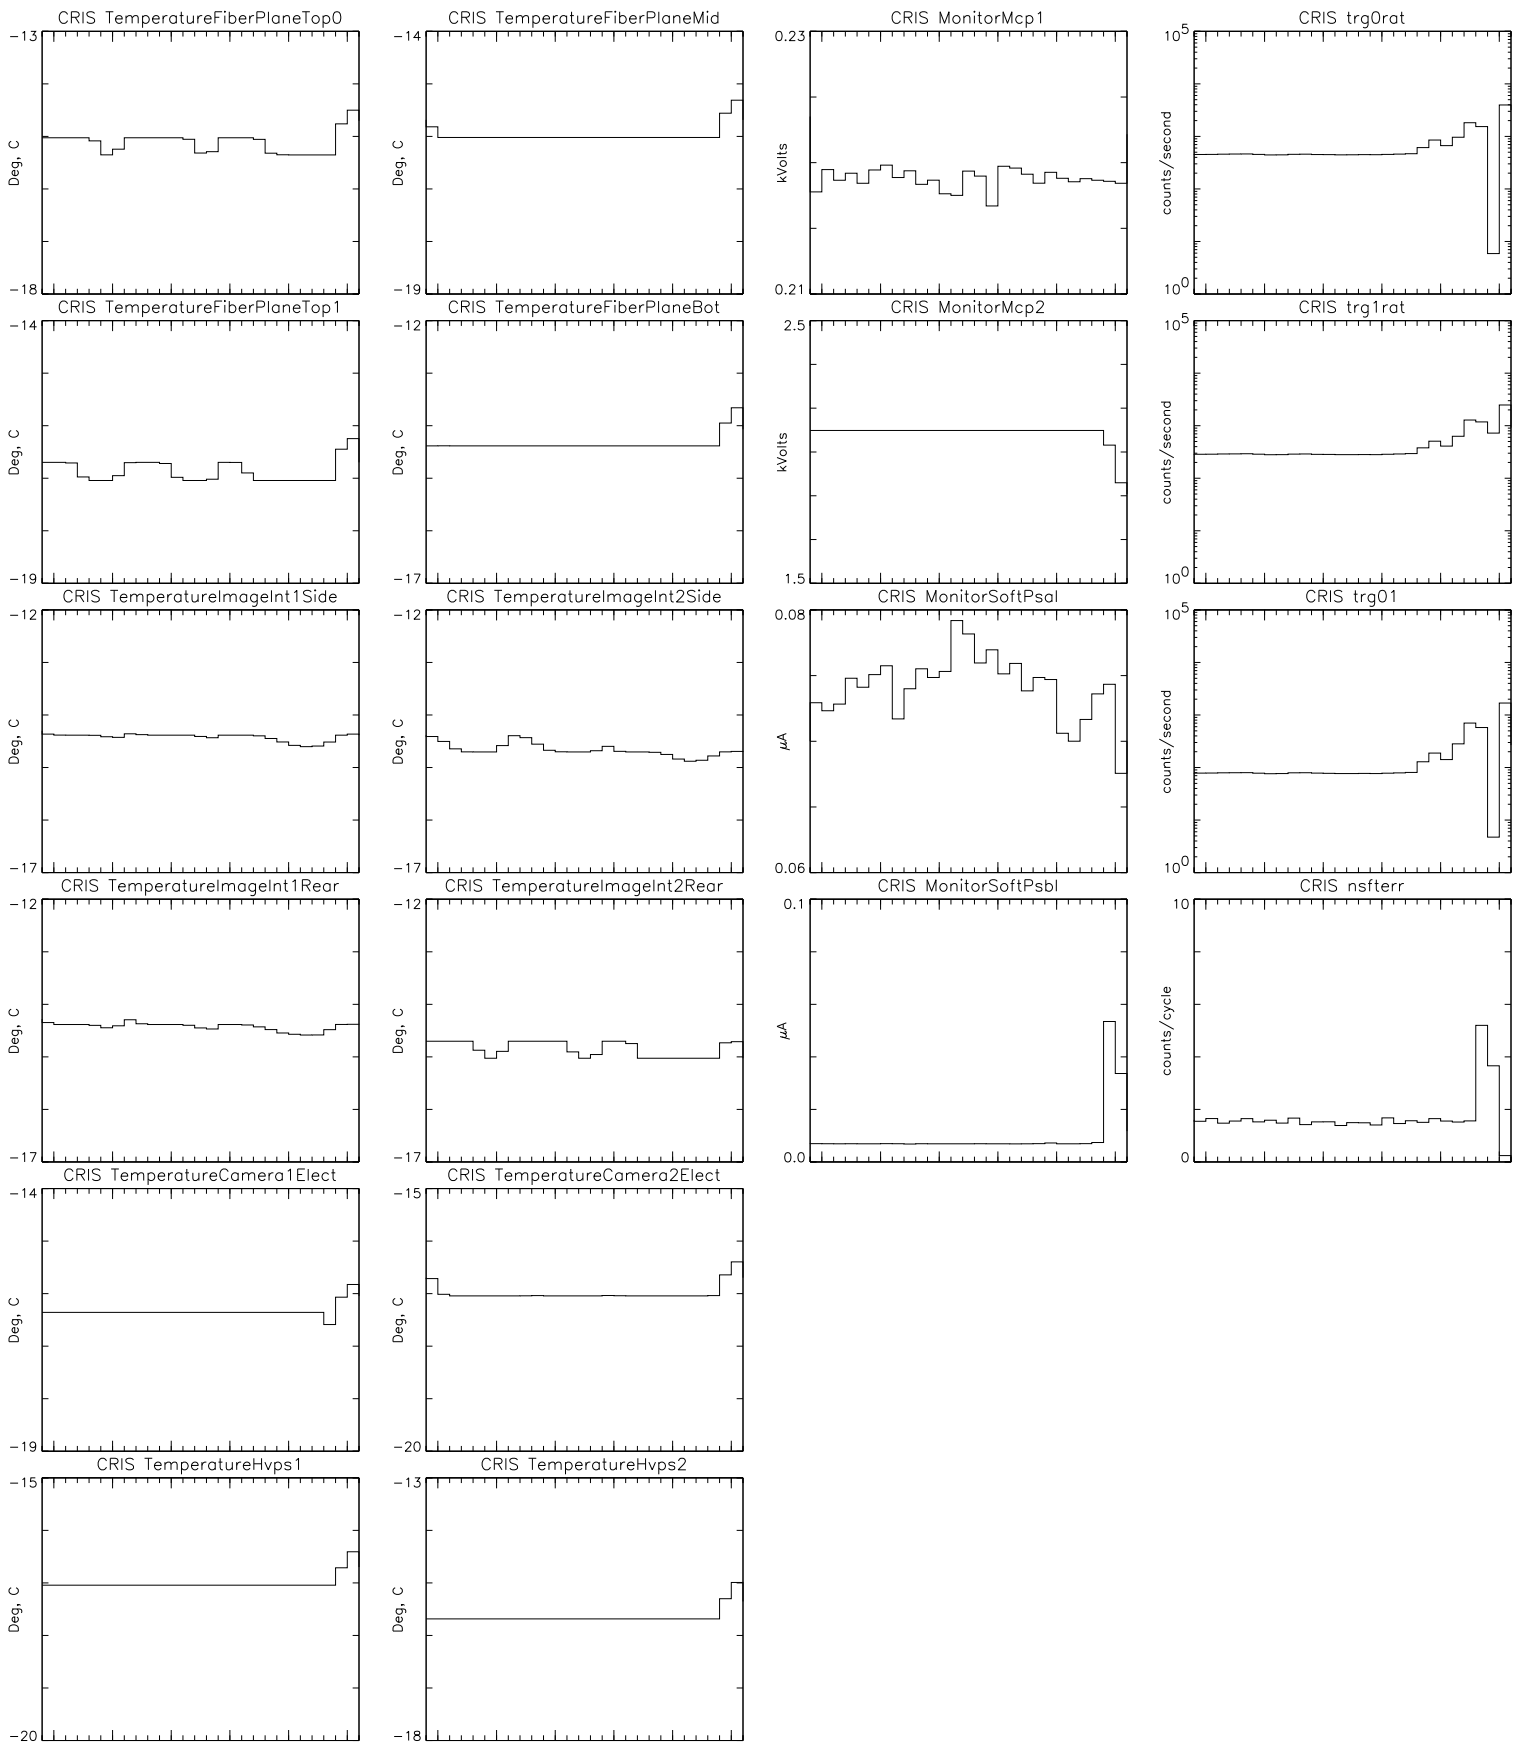 CRIS TemperatureFiberPlaneTop0
-13
Deg, C
-18
CRIS TemperatureFiberPlaneMid
-14
Deg, C
-19
CRIS MonitorMcp1
0.23
kVolts
0.21
CRIS trg0rat
10^5
counts/second
10^0
CRIS TemperatureFiberPlaneTop1
-14
Deg, C
-19
CRIS TemperatureFiberPlaneBot
-12
Deg, C
-17
CRIS MonitorMcp2
2.5
kVolts
1.5
CRIS trg1rat
10^5
counts/second
10^0
CRIS TemperatureImageInt1Side
-12
Deg, C
-17
CRIS TemperatureImageInt2Side
-12
Deg, C
-17
CRIS MonitorSoftPsaI
0.08
μA
0.06
CRIS trg01
10^5
counts/second
10^0
CRIS TemperatureImageInt1Rear
-12
Deg, C
-17
CRIS TemperatureImageInt2Rear
-12
Deg, C
-17
CRIS MonitorSoftPsbI
0.1
μA
0.0
CRIS nsfterr
10
counts/cycle
0
CRIS TemperatureCamera1Elect
-14
Deg, C
-19
CRIS TemperatureCamera2Elect
-15
Deg, C
-20
CRIS TemperatureHvps1
-15
Deg, C
-20
CRIS TemperatureHvps2
-13
Deg, C
-18